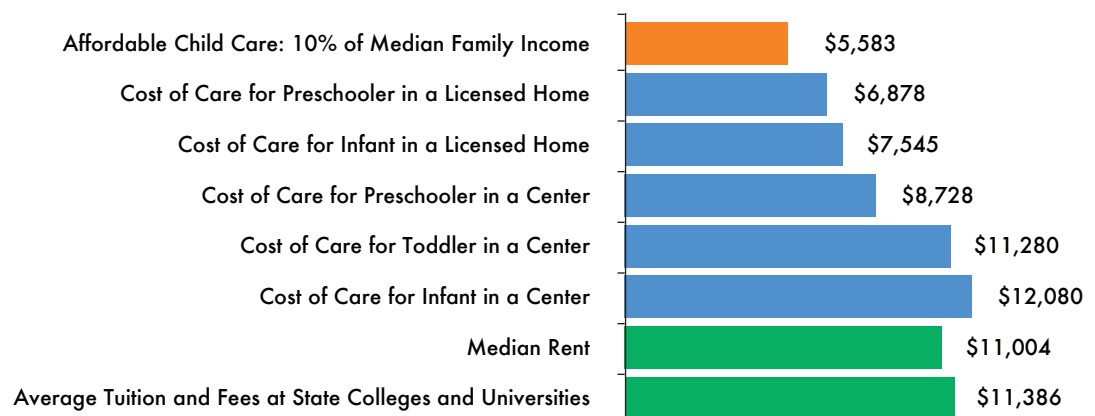 Affordable Child Care: 10% of Median Family Income $5,583
Cost of Care for Preschooler in a Licensed Home $6,878
Cost of Care for Infant in a Licensed Home $7,545
Cost of Care for Preschooler in a Center $8,728
Cost of Care for Toddler in a Center $11,280
Cost of Care for Infant in a Center $12,080
Median Rent $11,004
Average Tuition and Fees at State Colleges and Universities $11,386